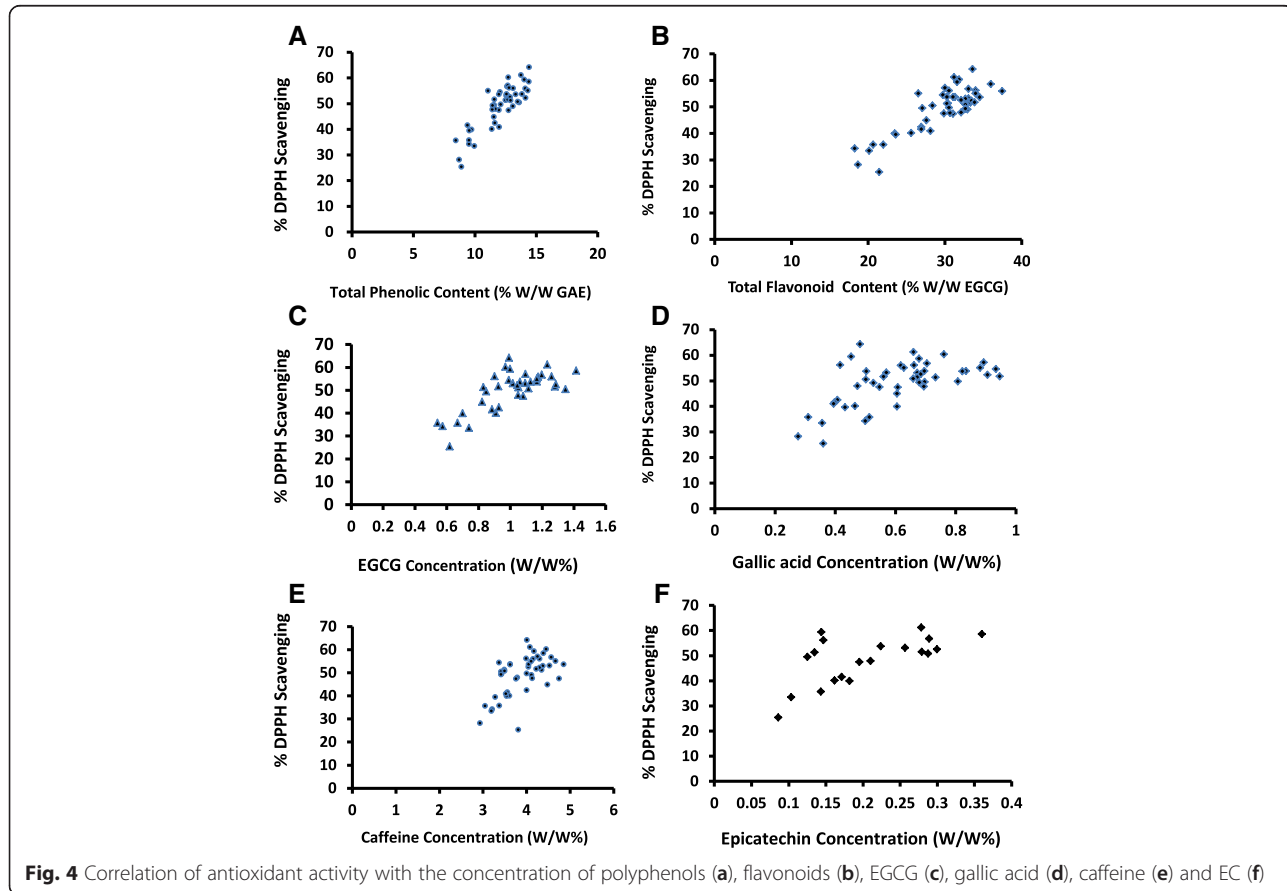 A
B
70
60
50
40
30
20
10
0
% DPPH Scavenging
0 5 10 15 20
Total Phenolic Content (% W/W GAE)
70
60
50
40
30
20
10
0
% DPPH Scavenging
0 10 20 30 40
Total Flavonoid Content (% W/W EGCG)
C
D
70
60
50
40
30
20
10
0
% DPPH Scavenging
0 0.2 0.4 0.6 0.8 1 1.2 1.4 1.6
EGCG Concentration (W/W%)
70
60
50
40
30
20
10
0
% DPPH Scavenging
0 0.2 0.4 0.6 0.8 1
Gallic acid Concentration (W/W%)
E
F
70
60
50
40
30
20
10
0
% DPPH Scavenging
0 1 2 3 4 5 6
Caffeine Concentration (W/W%)
70
60
50
40
30
20
10
0
% DPPH Scavenging
0 0.05 0.1 0.15 0.2 0.25 0.3 0.35 0.4
Epicatechin Concentration (W/W%)
Fig. 4 Correlation of antioxidant activity with the concentration of polyphenols (a), flavonoids (b), EGCG (c), gallic acid (d), caffeine (e) and EC (f)